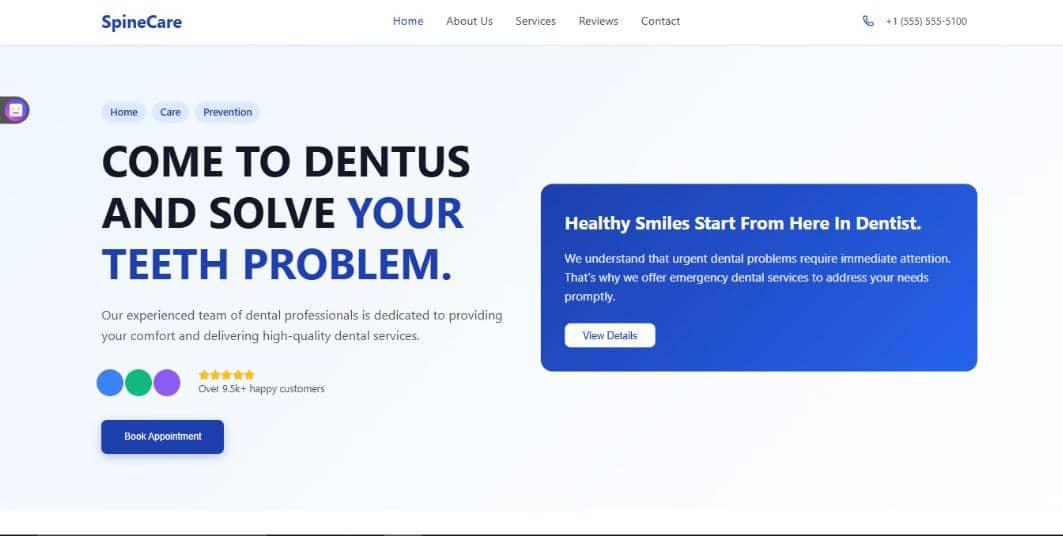 SpineCare
Home
About Us
Services
Reviews
Contact
+1 (555) 555-5100
Home
Care
Prevention
COME TO DENTUS
AND SOLVE YOUR
TEETH PROBLEM.
Our experienced team of dental professionals is dedicated to providing
your comfort and delivering high-quality dental services.
Over 9.5k+ happy customers
Book Appointment
Healthy Smiles Start From Here In Dentist.
We understand that urgent dental problems require immediate attention.
That's why we offer emergency dental services to address your needs
promptly.
View Details